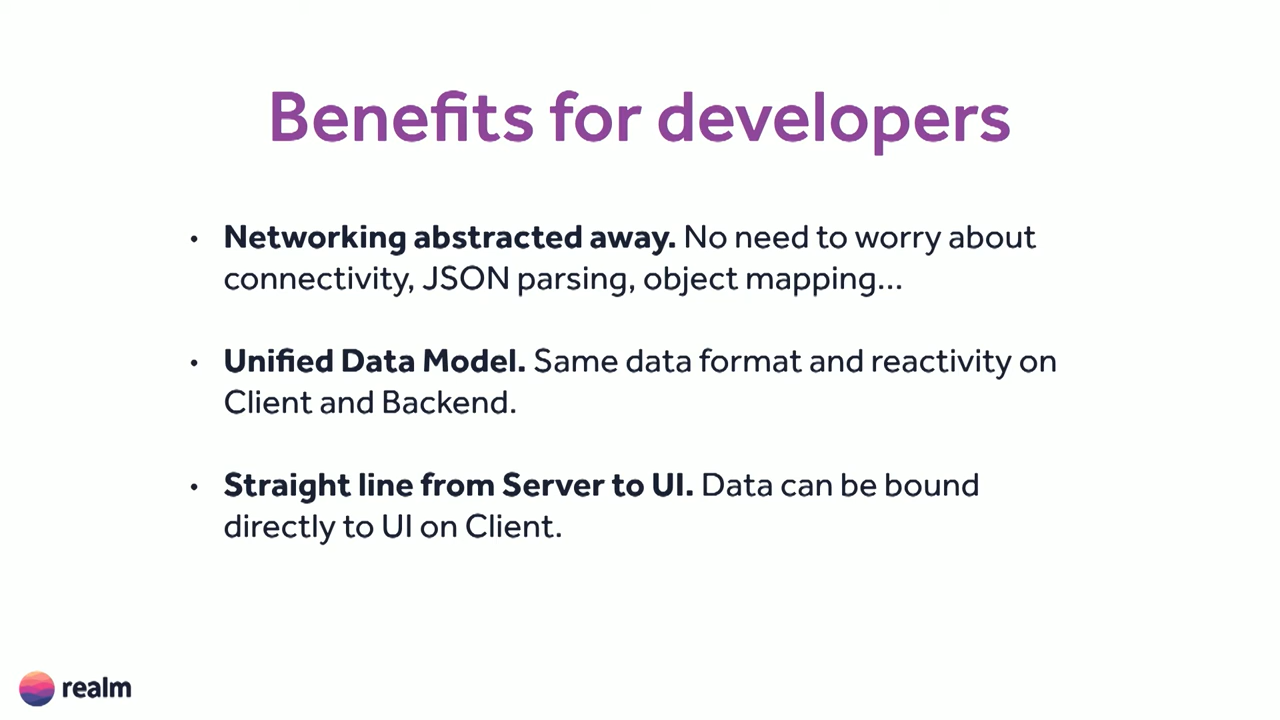 Benefits for developers
• Networking abstracted away. No need to worry about
connectivity, JSON parsing, object mapping...
• Unified Data Model. Same data format and reactivity on
Client and Backend.
• Straight line from Server to UI. Data can be bound
directly to UI on Client.
realm